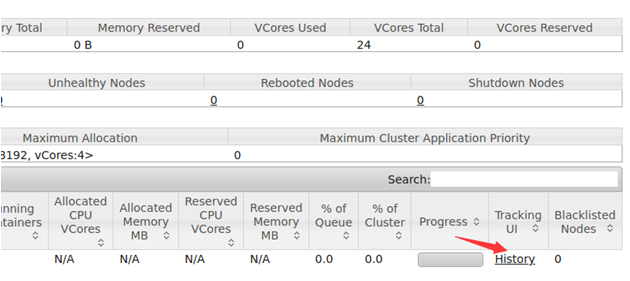 ry Total Memory Reserved VCores Used VCores Total VCores Reserved
0 B 0 24 0
Unhealthy Nodes Rebooted Nodes Shutdown Nodes
0 0
Maximum Allocation Maximum Cluster Application Priority
8192, vCores:4> 0
Search:
nning Allocated Allocated Reserved Reserved % of % of Progress Tracking Blacklisted
tainers CPU Memory CPU Memory Queue Cluster UI Nodes
VCores MB VCores MB
N/A N/A N/A N/A 0.0 0.0 History 0